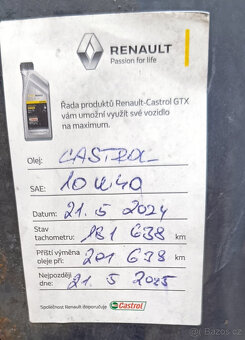 RENAULT
Passion for life
Řada produktů Renault-Castrol GTX
vám umožní využít své vozidlo
na maximum.
Olej: CASTROL
SAE: 10W40
Datum: 21.5 2024
Stav
tachometru: 181 638 km
Příští výměna
oleje při: 201 638 km
Nejpozději
dne: 21.5 2025
Společnost Renault doporučuje Castrol